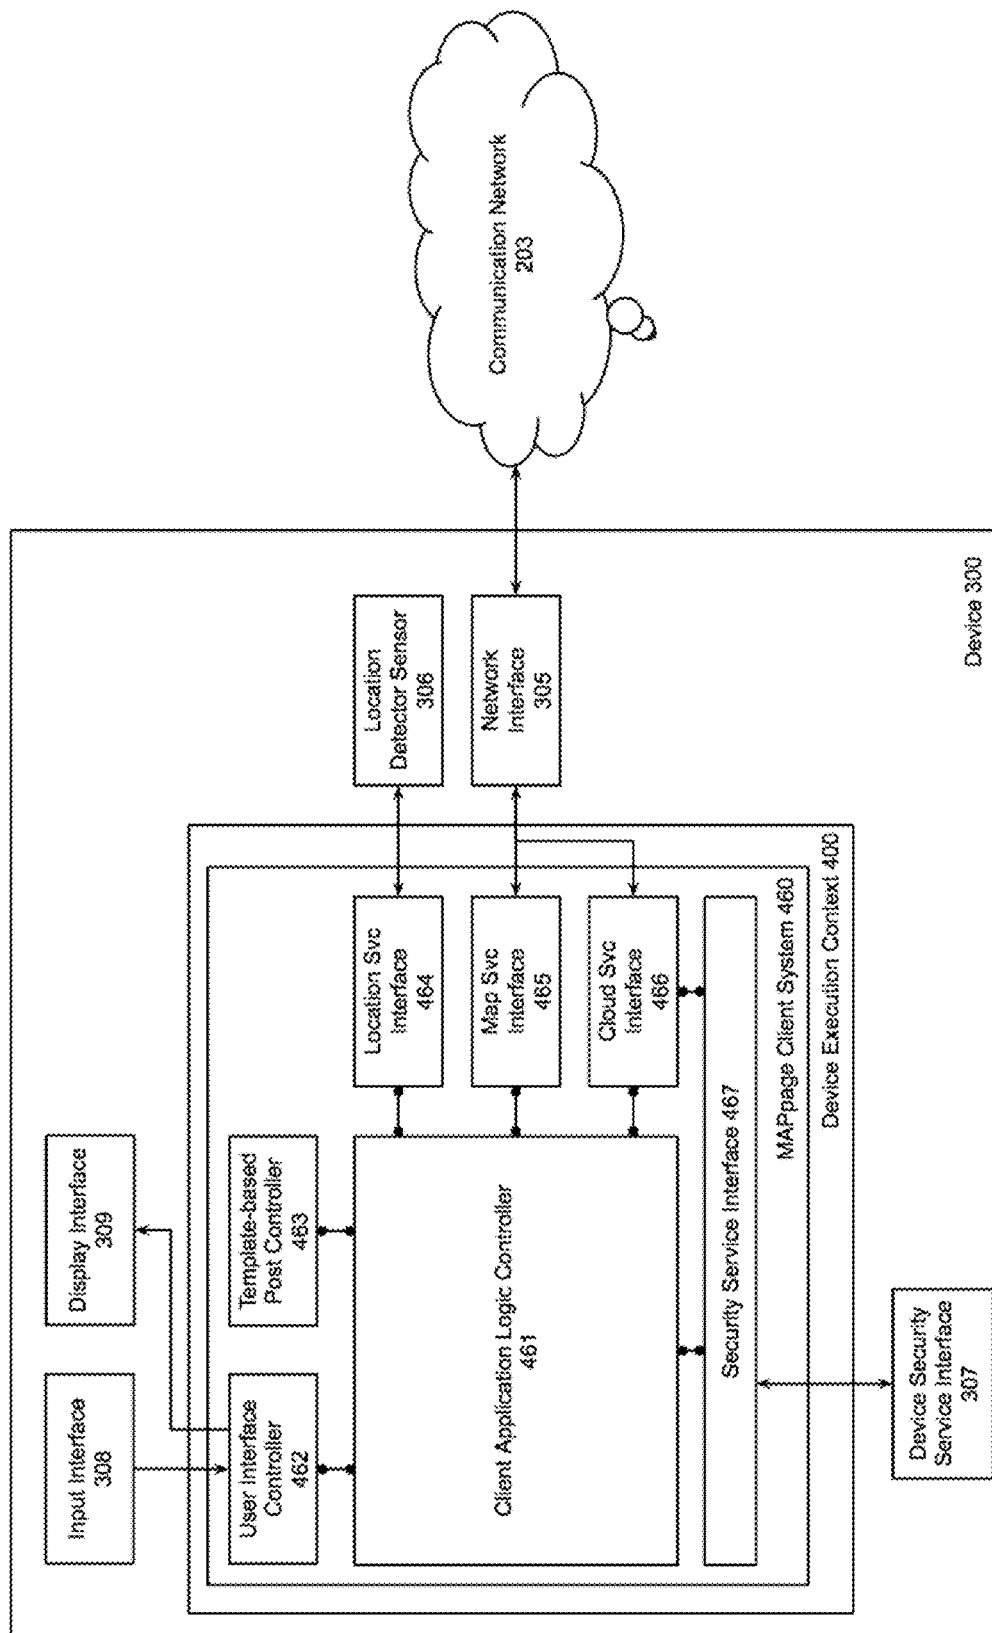 Input Interface
308
Display Interface
309
User Interface
Controller
462
Template-based
Post Controller
463
Client Application Logic Controller
461
Location Svc
Interface
464
Map Svc
Interface
465
Cloud Svc
Interface
466
Security Service Interface 467
MAPpage Client System 460
Device Execution Context 400
Device Security
Service Interface
307
Location
Detector Sensor
306
Network
Interface
305
Device 300
Communication Network
203